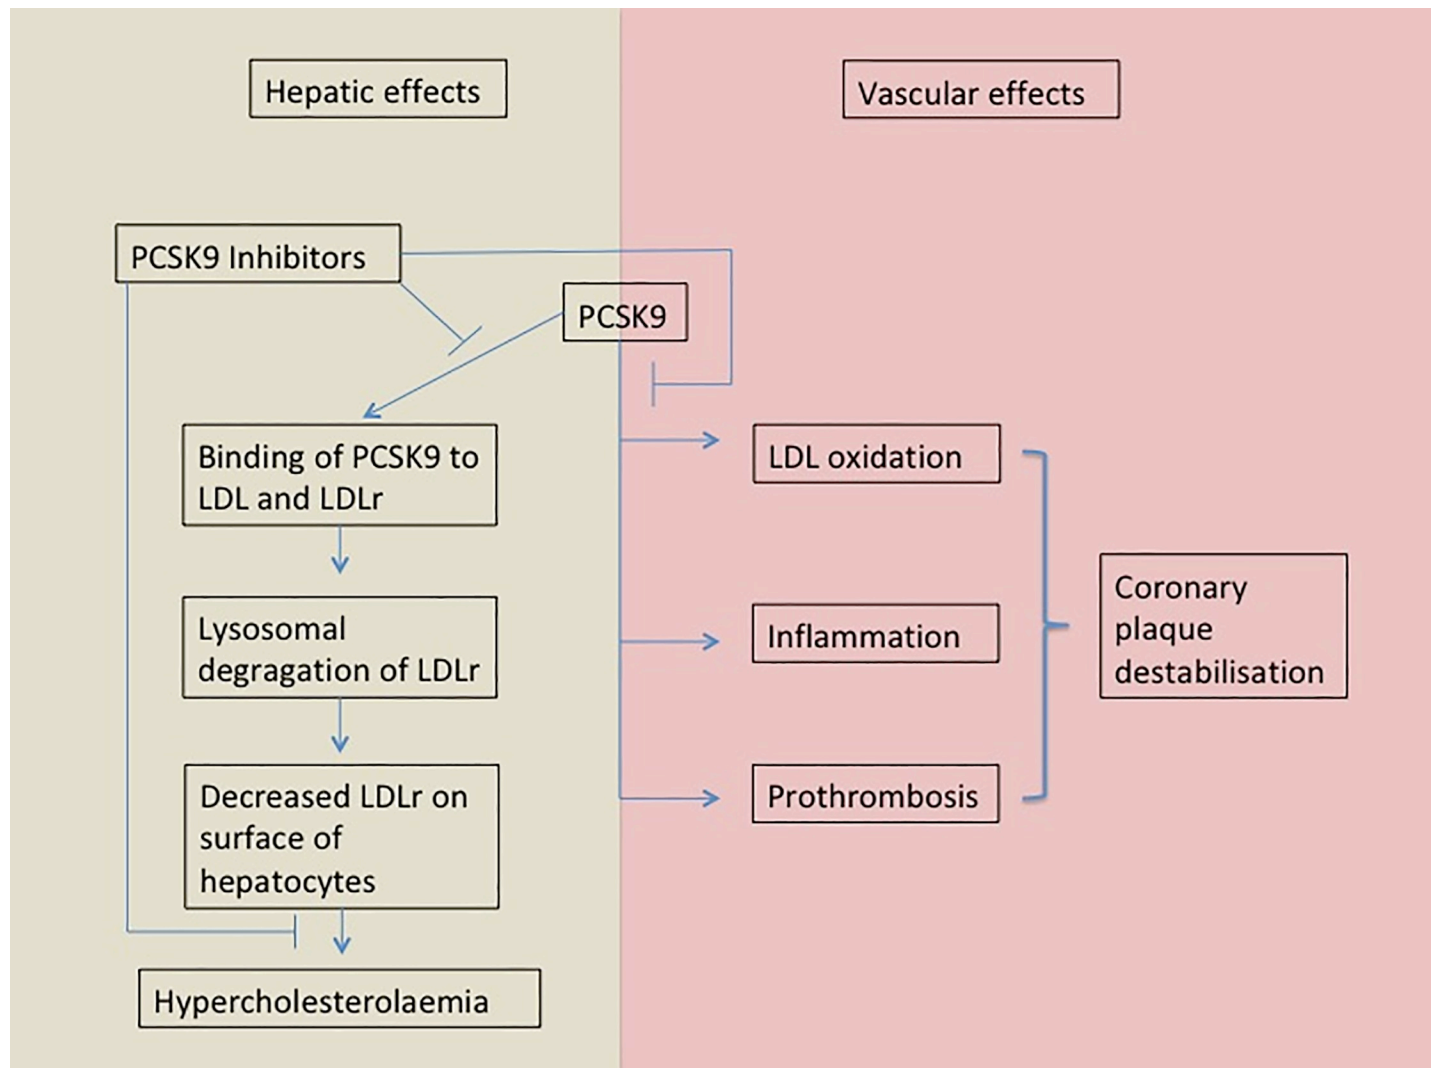 Hepatic effects
Vascular effects
PCSK9 Inhibitors
PCSK9
Binding of PCSK9 to
LDL and LDLr
LDL oxidation
Lysosomal
degragation of LDLr
Inflammation
Coronary
plaque
destabilisation
Decreased LDLr on
surface of
hepatocytes
Prothrombosis
Hypercholesterolaemia